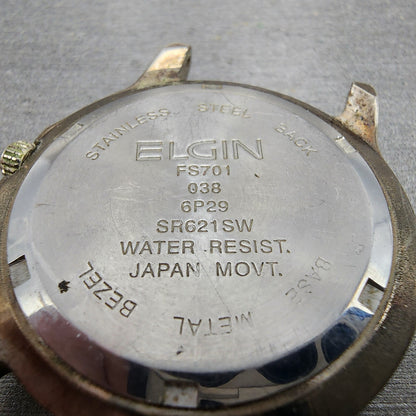 STAINLESS STEEL BACK
ELGIN
FS701
038
6P29
SR621SW
WATER RESIST.
JAPAN MOVT.
BASE METAL BEZEL